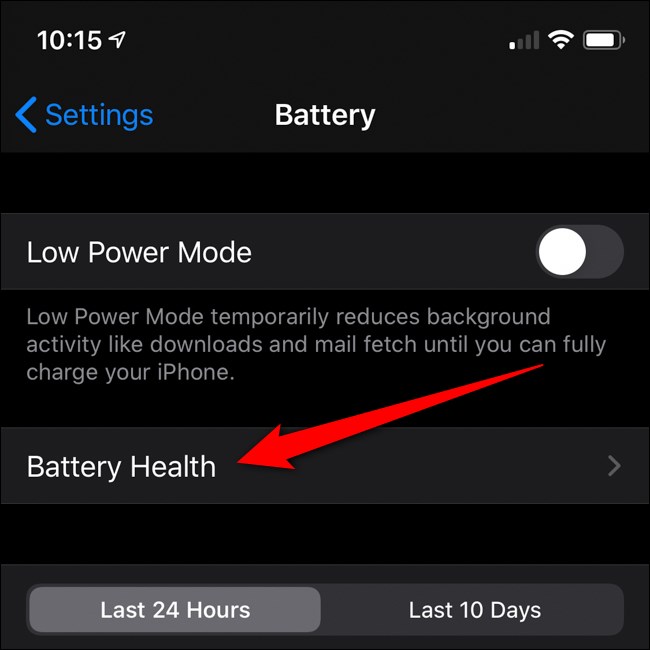 10:15
Settings
Battery
Low Power Mode
Low Power Mode temporarily reduces background
activity like downloads and mail fetch until you can fully
charge your iPhone.
Battery Health
Last 24 Hours
Last 10 Days